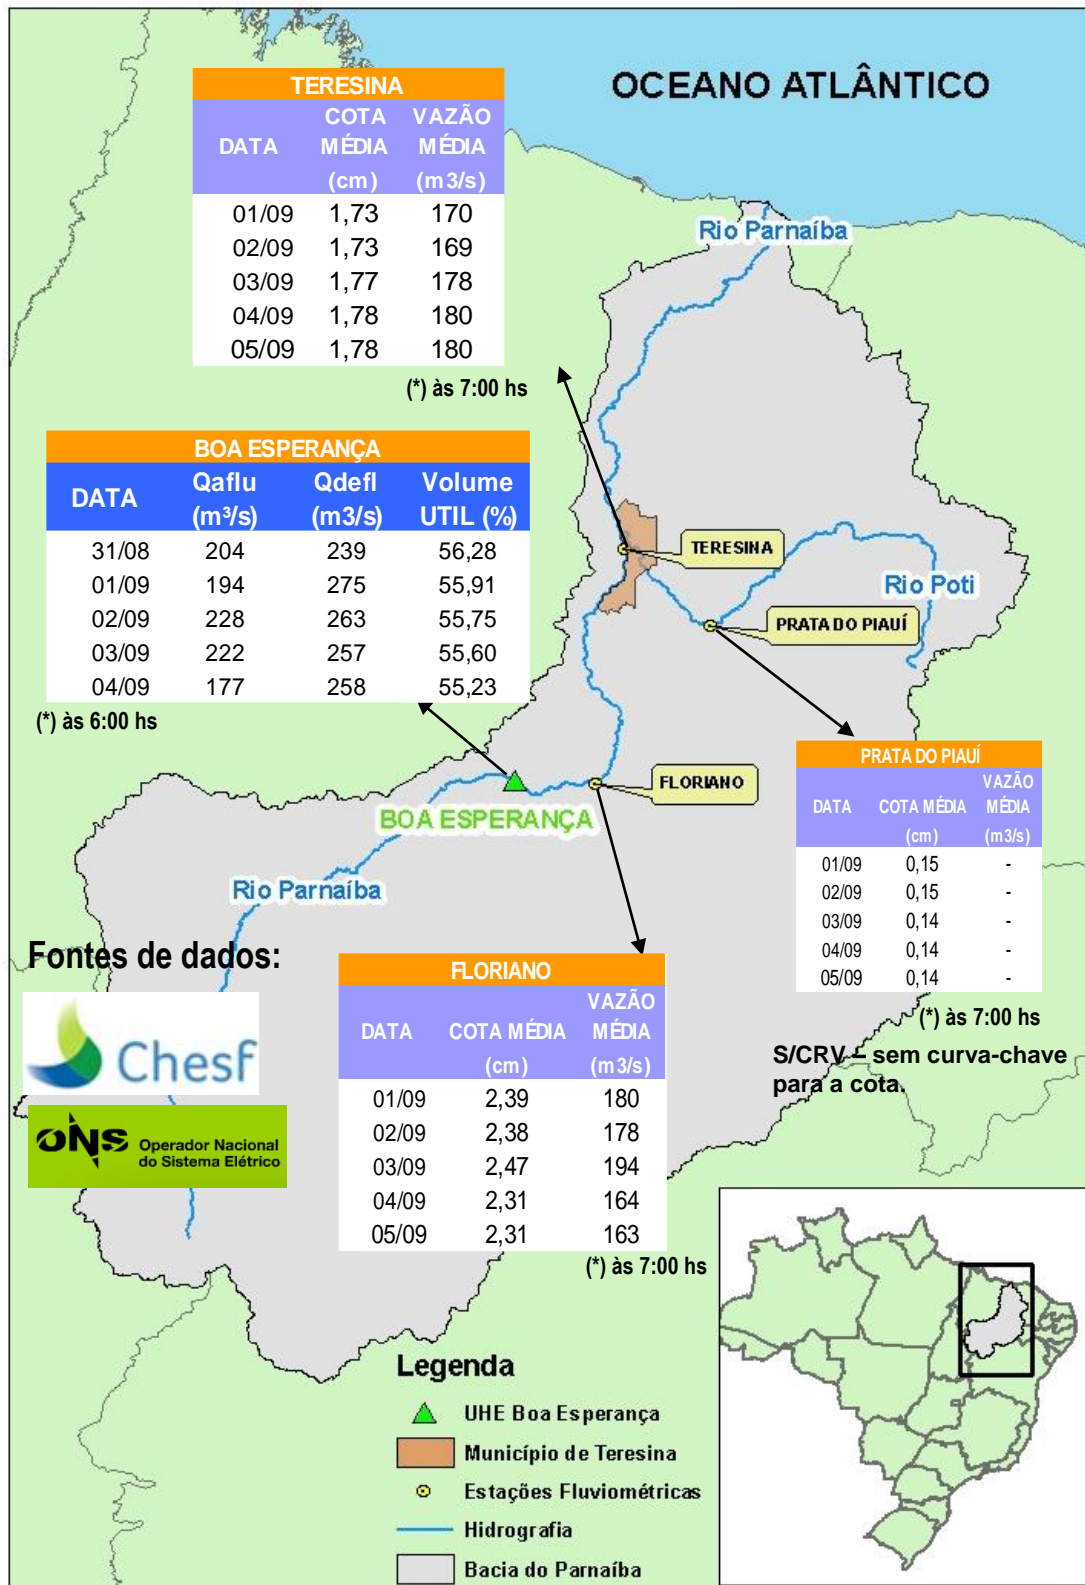 OCEANO ATLÂNTICO
TERESINA
DATA COTA MÉDIA (cm) VAZÃO MÉDIA (m3/s)
01/09 1,73 170
02/09 1,73 169
03/09 1,77 178
04/09 1,78 180
05/09 1,78 180
(*) às 7:00 hs
Rio Parnaíba
BOA ESPERANÇA
DATA Qaflu (m³/s) Qdefl (m3/s) Volume UTIL (%)
31/08 204 239 56,28
01/09 194 275 55,91
02/09 228 263 55,75
03/09 222 257 55,60
04/09 177 258 55,23
(*) às 6:00 hs
TERESINA
Rio Poti
PRATA DO PIAUÍ
FLORIANO
BOA ESPERANÇA
Rio Parnaíba
PRATA DO PIAUÍ
DATA COTA MÉDIA (cm) VAZÃO MÉDIA (m3/s)
01/09 0,15 -
02/09 0,15 -
03/09 0,14 -
04/09 0,14 -
05/09 0,14 -
(*) às 7:00 hs
S/CRV – sem curva-chave
para a cota.
Fontes de dados:
Chesf
ONS Operador Nacional
do Sistema Elétrico
FLORIANO
DATA COTA MÉDIA (cm) VAZÃO MÉDIA (m3/s)
01/09 2,39 180
02/09 2,38 178
03/09 2,47 194
04/09 2,31 164
05/09 2,31 163
(*) às 7:00 hs
Legenda
UHE Boa Esperança
Município de Teresina
Estações Fluviométricas
Hidrografia
Bacia do Parnaíba